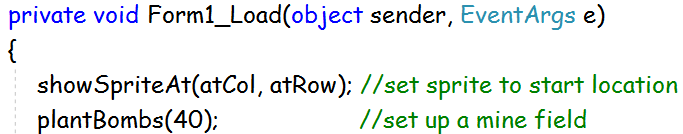 private void Form1_Load(object sender, EventArgs e)
{
showSpriteAt(atCol, atRow); //set sprite to start location
plantBombs(40); //set up a mine field